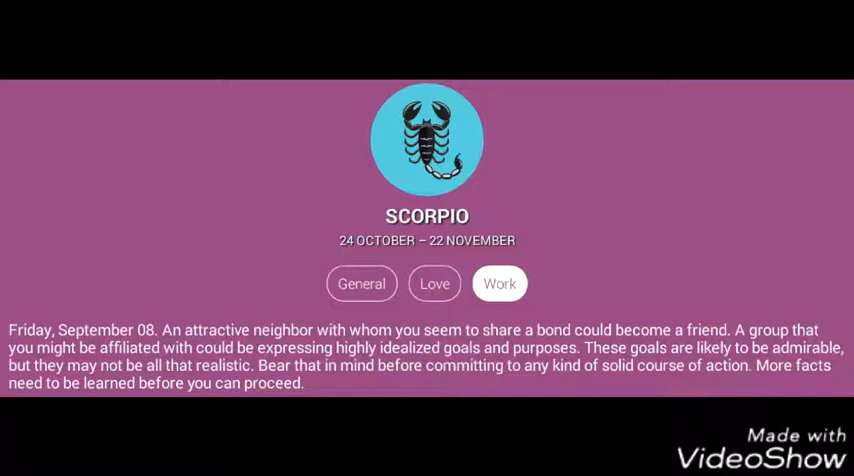 SCORPIO
24 OCTOBER – 22 NOVEMBER
General Love Work
Friday, September 08. An attractive neighbor with whom you seem to share a bond could become a friend. A group that
you might be affiliated with could be expressing highly idealized goals and purposes. These goals are likely to be admirable,
but they may not be all that realistic. Bear that in mind before committing to any kind of solid course of action. More facts
need to be learned before you can proceed.
Made with
VideoShow